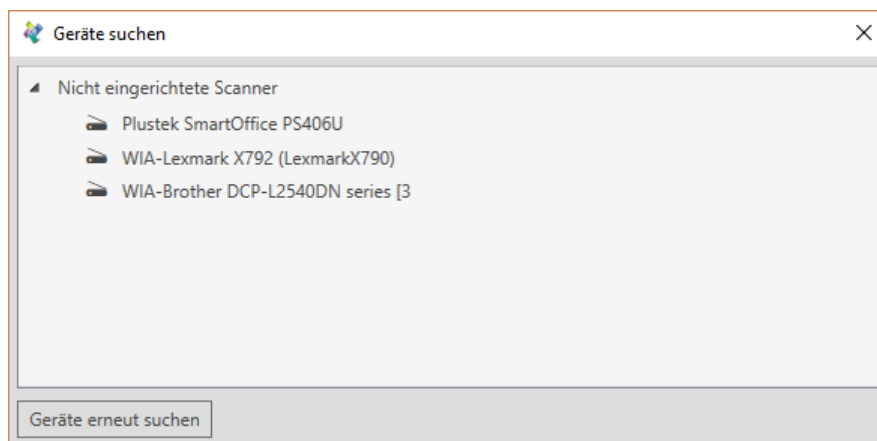 Geräte suchen
Nicht eingerichtete Scanner
Plustek SmartOffice PS406U
WIA-Lexmark X792 (LexmarkX790)
WIA-Brother DCP-L2540DN series [3
Geräte erneut suchen